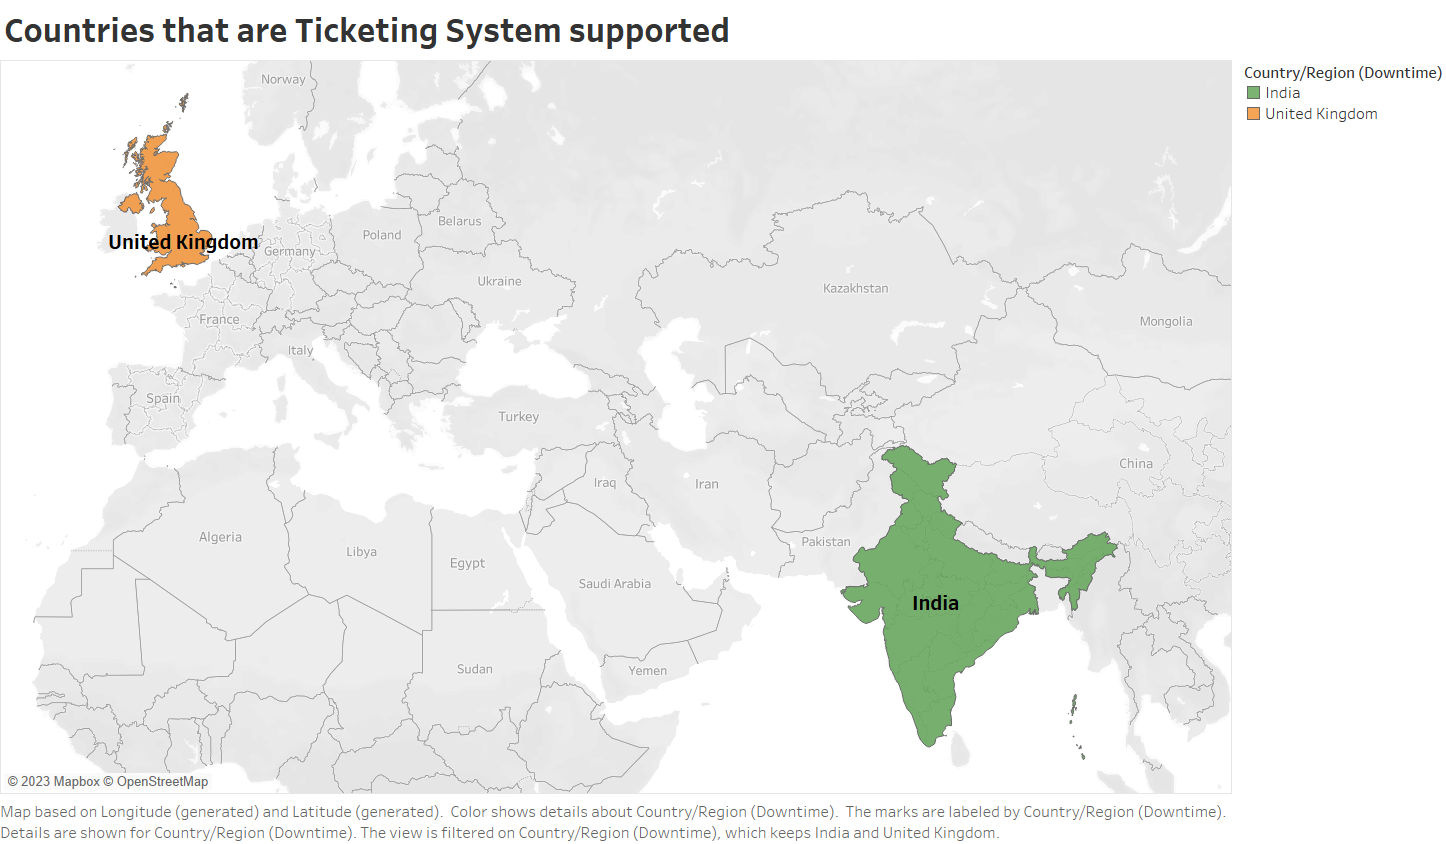 Countries that are Ticketing System supported
Country/Region (Downtime)
India
United Kingdom
Norway
Belarus
Poland
United Kingdom
Germany
Ukraine
Kazakhstan
France
Mongolia
Italy
Spain
Turkey
China
Iraq
Iran
Algeria
Pakistan
Libya
Egypt
Saudi Arabia
India
Sudan
Yemen
© 2023 Mapbox © OpenStreetMap
Map based on Longitude (generated) and Latitude (generated). Color shows details about Country/Region (Downtime). The marks are labeled by Country/Region (Downtime).
Details are shown for Country/Region (Downtime). The view is filtered on Country/Region (Downtime), which keeps India and United Kingdom.